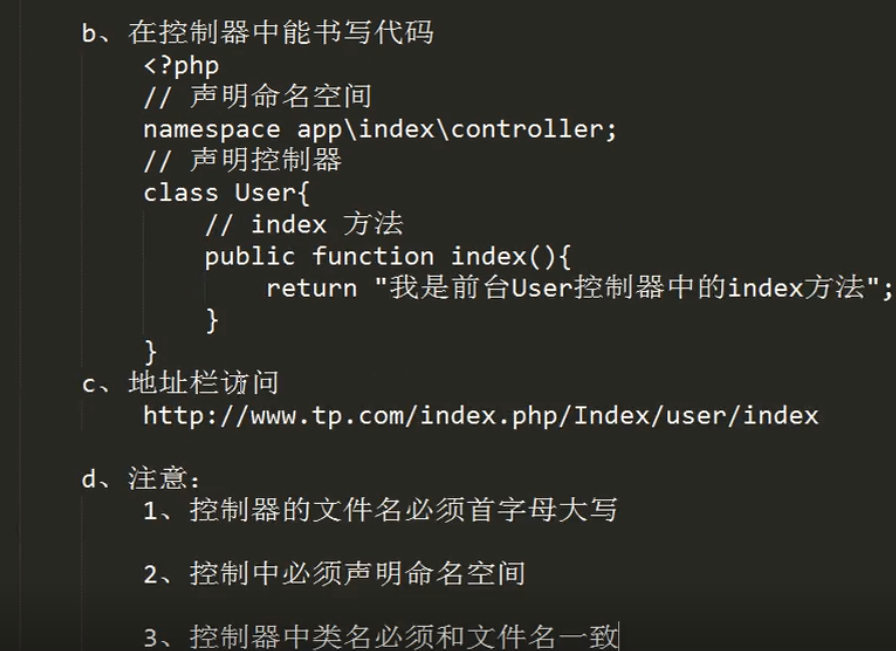 b、在控制器中能书写代码
<?php
// 声明命名空间
namespace app\index\controller;
// 声明控制器
class User{
// index 方法
public function index(){
return "我是前台User控制器中的index方法";
}
}
c、地址栏访问
http://www.tp.com/index.php/Index/user/index
d、注意：
1、控制器的文件名必须首字母大写
2、控制中必须声明命名空间
3、控制器中类名必须和文件名一致